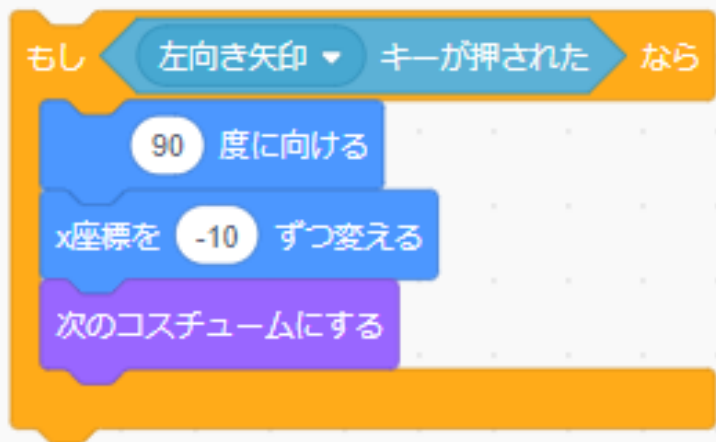 もし 左向き矢印 キーが押された なら
90 度に向ける
x座標を -10 ずつ変える
次のコスチュームにする